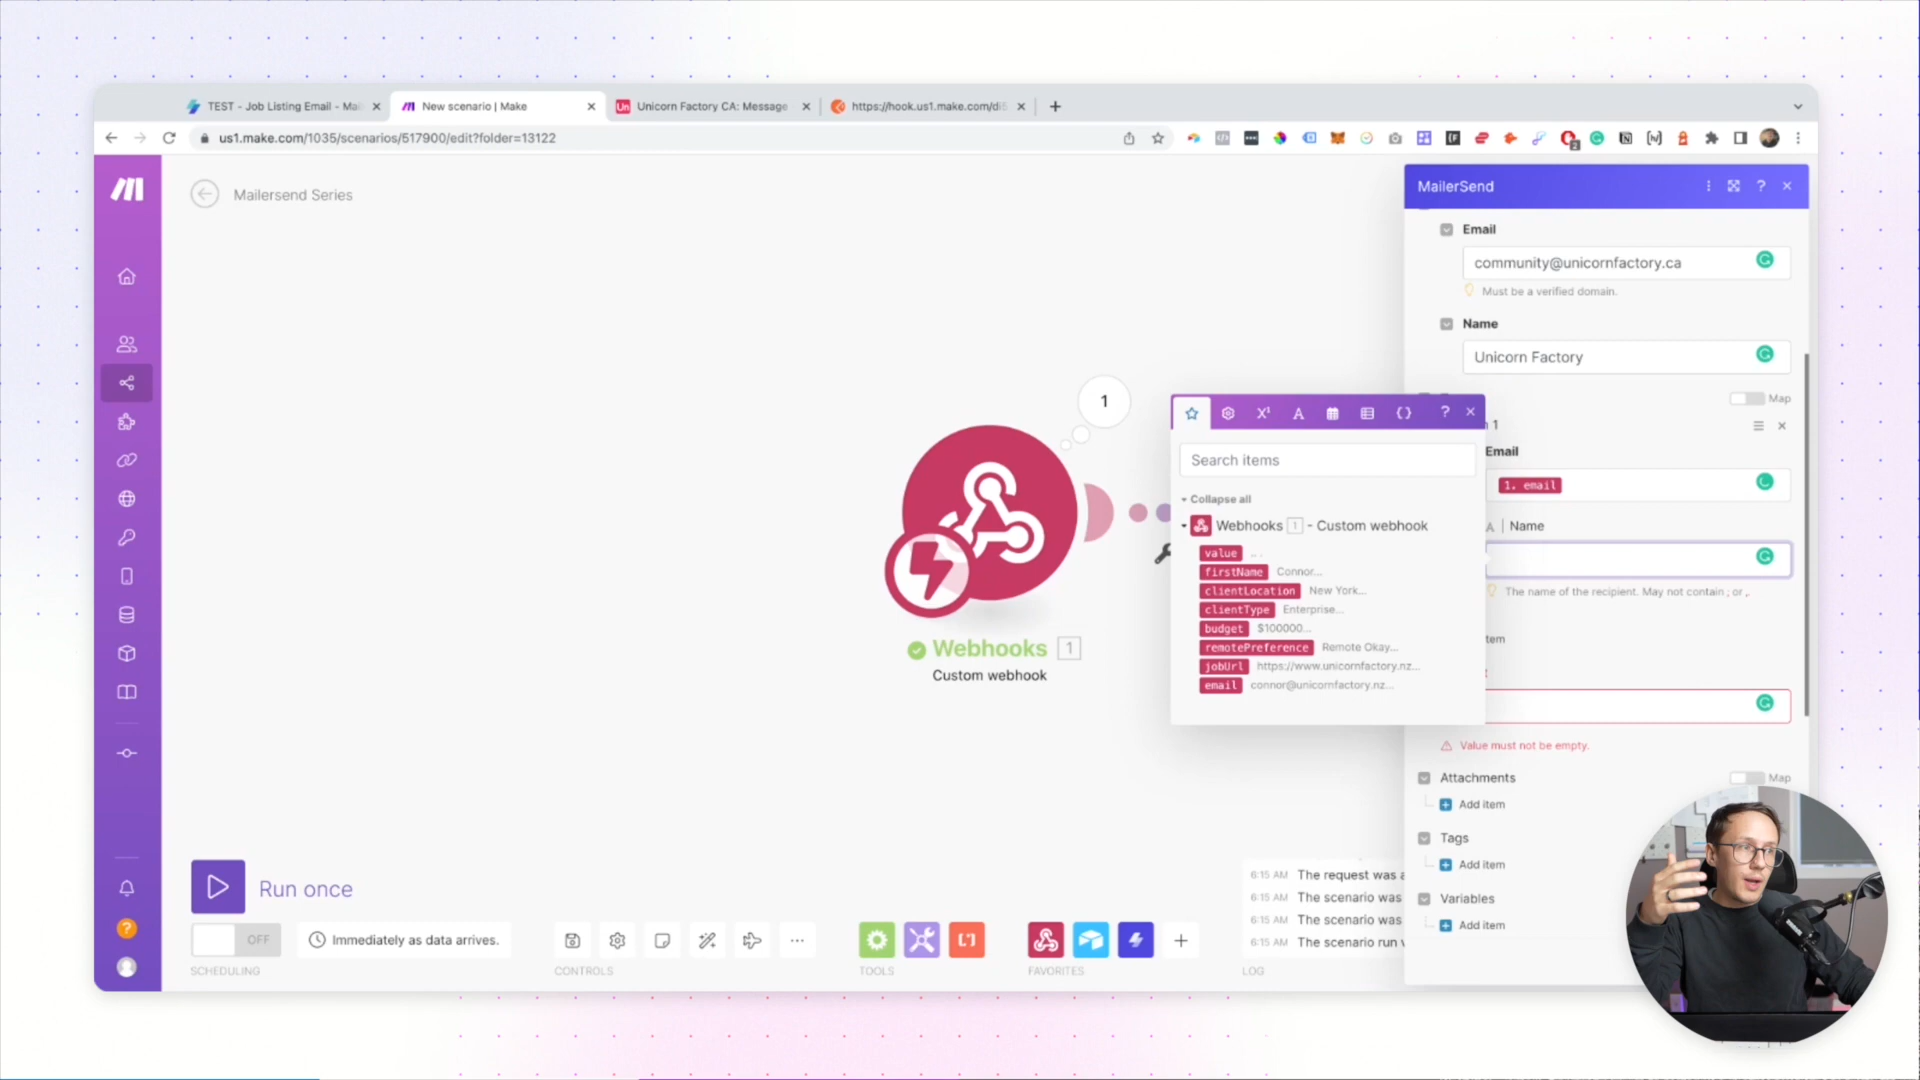 TEST - Job Listing Email - Mai
New scenario | Make
Unicorn Factory CA: Message
https://hook.us1.make.com/di5
us1.make.com/1035/scenarios/517900/edit?folder=13122
Mailersend Series
MailerSend
Email
community@unicornfactory.ca
Must be a verified domain.
Name
Unicorn Factory
Map
1
Email
1. email
A | Name
The name of the recipient. May not contain ; or ,.
tem
Value must not be empty.
Attachments
Map
Add item
Tags
Add item
Variables
Add item
Search items
Collapse all
Webhooks 1 - Custom webhook
value ...
firstName Connor...
clientLocation New York...
clientType Enterprise...
budget $100000...
remotePreference Remote Okay...
jobUrl https://www.unicornfactory.nz...
email connor@unicornfactory.nz...
1
Webhooks 1
Custom webhook
Run once
OFF
Immediately as data arrives.
SCHEDULING
CONTROLS
TOOLS
FAVORITES
LOG
6:15 AM The request was a
6:15 AM The scenario was
6:15 AM The scenario was
6:15 AM The scenario run v